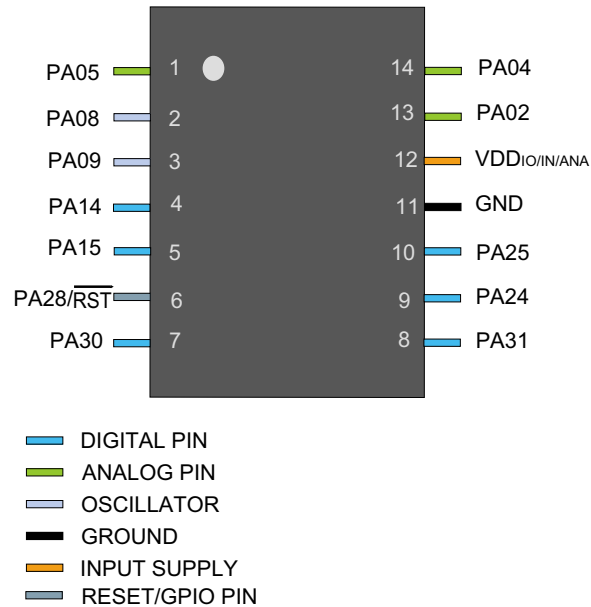 PA05 1 14 PA04
PA08 2 13 PA02
PA09 3 12 VDDIO/IN/ANA
PA14 4 11 GND
PA15 5 10 PA25
PA28/RST 6 9 PA24
PA30 7 8 PA31
DIGITAL PIN
ANALOG PIN
OSCILLATOR
GROUND
INPUT SUPPLY
RESET/GPIO PIN